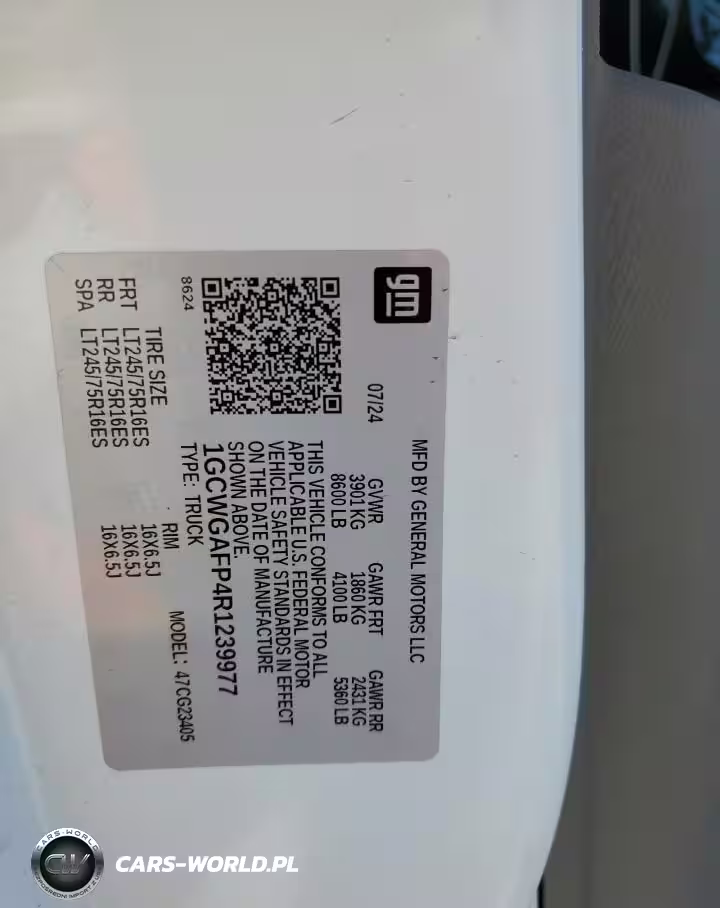 gm
MFD BY GENERAL MOTORS LLC
07/24
GVWR GAWR FRT GAWR RR
3901 KG 1860 KG 2431 KG
8600 LB 4100 LB 5360 LB
THIS VEHICLE CONFORMS TO ALL
APPLICABLE U.S. FEDERAL MOTOR
VEHICLE SAFETY STANDARDS IN EFFECT
ON THE DATE OF MANUFACTURE
SHOWN ABOVE.
1GCWGAFP4R1239977
8624
TYPE: TRUCK MODEL: 47CG23405
TIRE SIZE RIM
FRT LT245/75R16ES 16X6.5J
RR LT245/75R16ES 16X6.5J
SPA LT245/75R16ES 16X6.5J
CARS-WORLD
CW
CARS-WORLD.PL